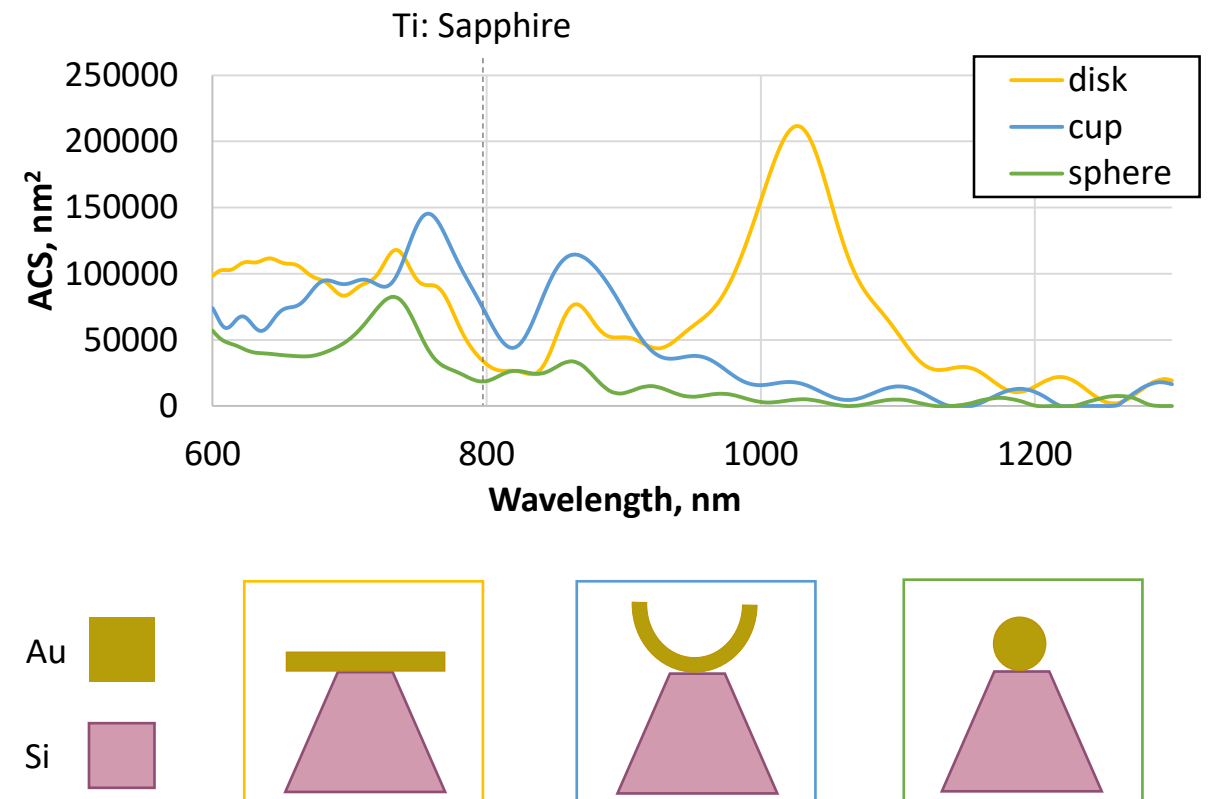 Ti: Sapphire
250000
200000
150000
100000
50000
0
ACS, nm²
disk
cup
sphere
600 800 1000 1200
Wavelength, nm
Au
Si